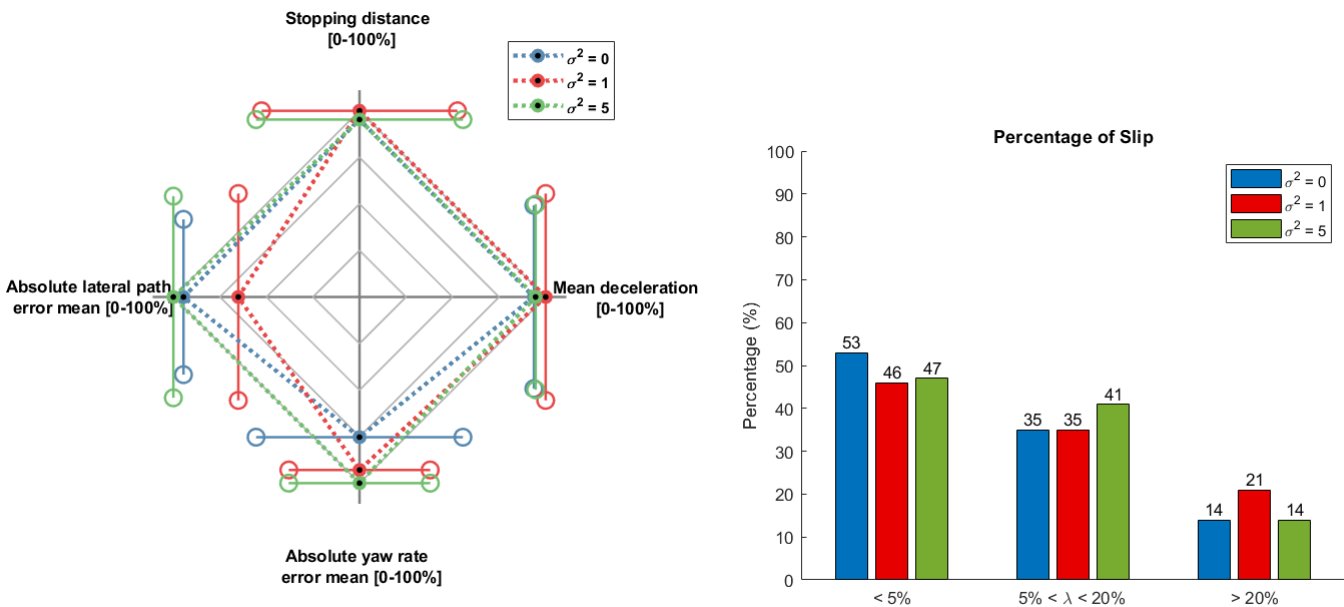 Stopping distance
[0-100%]
σ² = 0
σ² = 1
σ² = 5
Absolute lateral path
error mean [0-100%]
Mean deceleration
[0-100%]
Absolute yaw rate
error mean [0-100%]
Percentage of Slip
σ² = 0
σ² = 1
σ² = 5
Percentage (%)
100
90
80
70
60
50
40
30
20
10
0
53
46
47
35
35
41
14
21
14
< 5%
5% < λ < 20%
> 20%